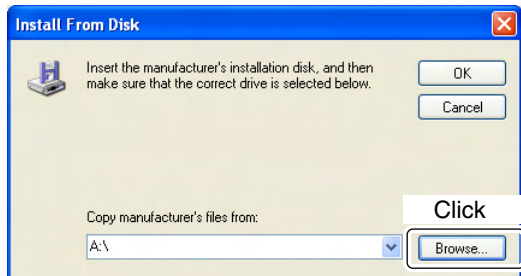 Install From Disk
Insert the manufacturer's installation disk, and then
make sure that the correct drive is selected below.
OK
Cancel
Click
Copy manufacturer's files from:
A:\
Browse...